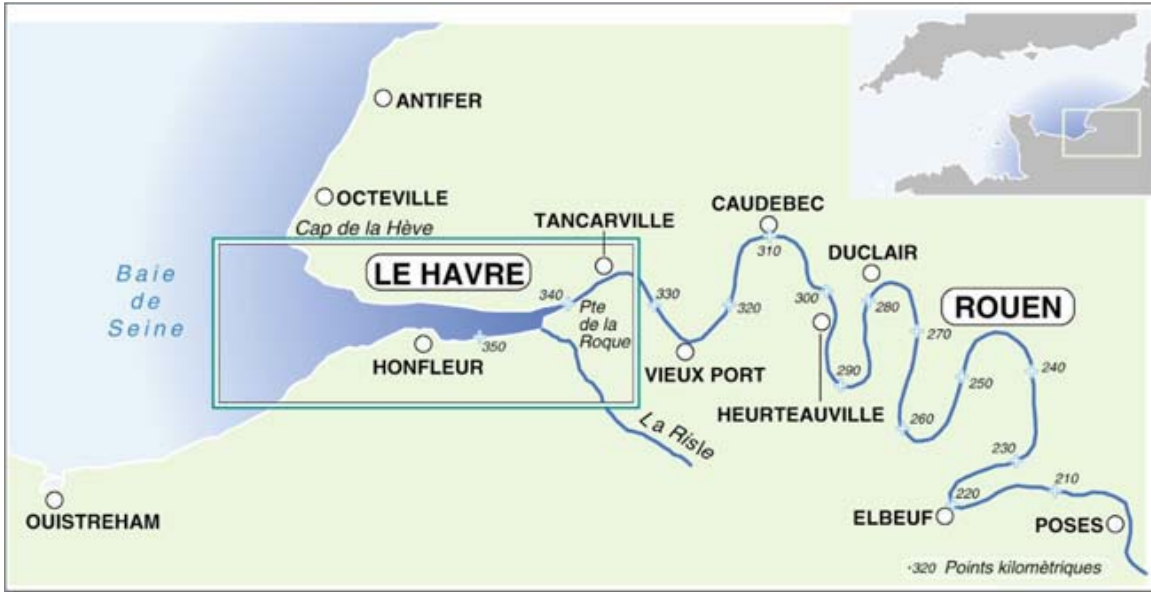 ANTIFER
OCTEVILLE
Cap de la Hève
TANCARVILLE
CAUDEBEC
310
DUCLAIR
Baie
de
Seine
LE HAVRE
340
Pte
de la
Roque
330
320
300
280
ROUEN
270
HONFLEUR
350
VIEUX PORT
290
250
240
HEURTEAUVILLE
260
La Risle
230
220
210
OUISTREHAM
ELBEUF
POSES
•320 Points kilomètriques